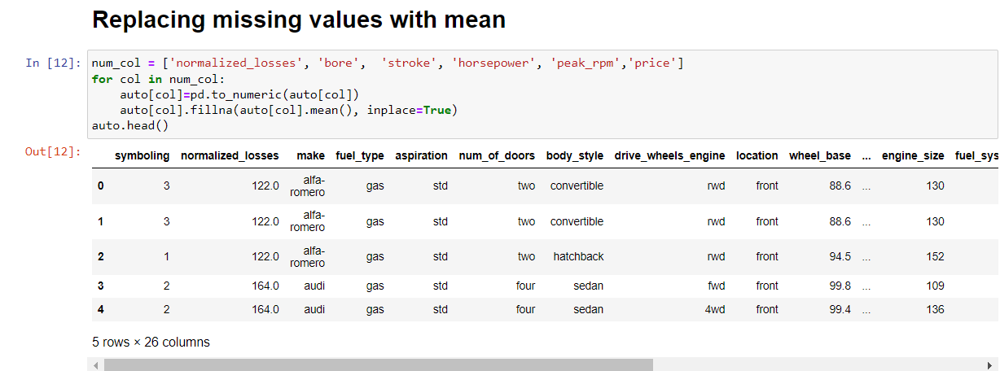 Replacing missing values with mean
In [12]: num_col = ['normalized_losses', 'bore',  'stroke', 'horsepower', 'peak_rpm','price']
for col in num_col:
    auto[col]=pd.to_numeric(auto[col])
    auto[col].fillna(auto[col].mean(), inplace=True)
auto.head()
Out[12]:
symboling normalized_losses make fuel_type aspiration num_of_doors body_style drive_wheels_engine location wheel_base ... engine_size fuel_sys
0 3 122.0 alfa-romero gas std two convertible rwd front 88.6 ... 130
1 3 122.0 alfa-romero gas std two convertible rwd front 88.6 ... 130
2 1 122.0 alfa-romero gas std two hatchback rwd front 94.5 ... 152
3 2 164.0 audi gas std four sedan fwd front 99.8 ... 109
4 2 164.0 audi gas std four sedan 4wd front 99.4 ... 136
5 rows × 26 columns